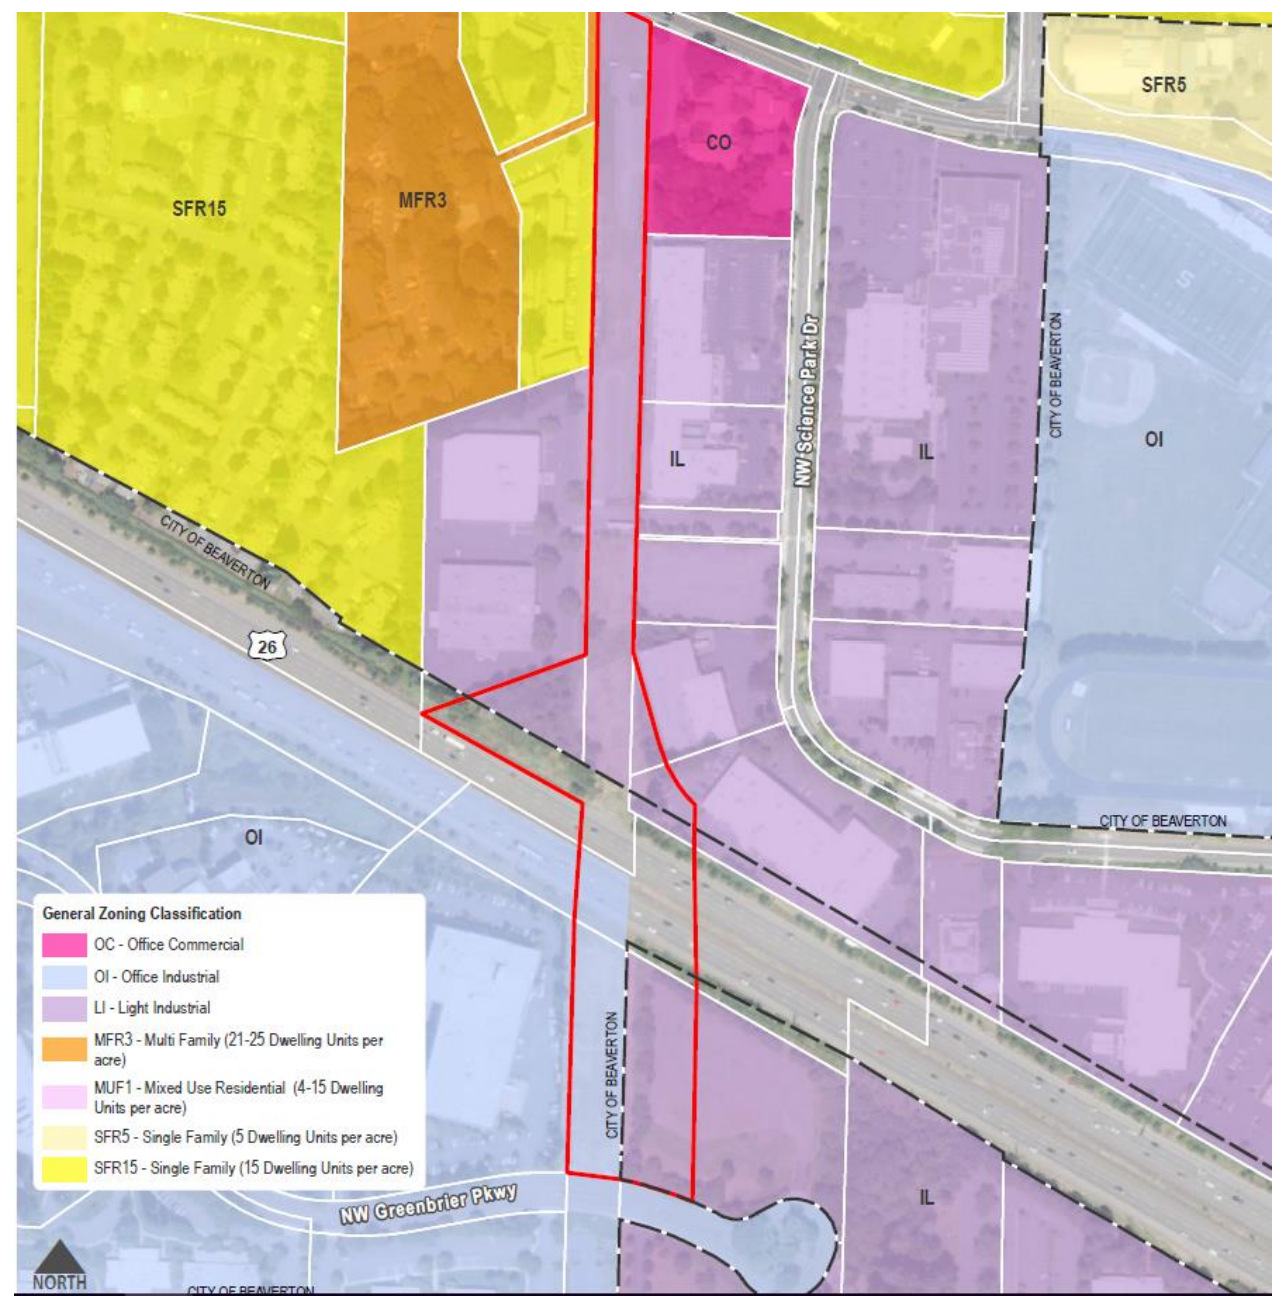 SFR5
CO
SFR15
MFR3
NW Science Park Dr
CITY OF BEAVERTON
OI
IL
IL
CITY OF BEAVERTON
26
CITY OF BEAVERTON
OI
General Zoning Classification
OC - Office Commercial
OI - Office Industrial
LI - Light Industrial
MFR3 - Multi Family (21-25 Dwelling Units per
acre)
MUF1 - Mixed Use Residential (4-15 Dwelling
Units per acre)
SFR5 - Single Family (5 Dwelling Units per acre)
SFR15 - Single Family (15 Dwelling Units per acre)
CITY OF BEAVERTON
NW Greenbrier Pkwy
IL
NORTH
CITY OF BEAVERTON
S